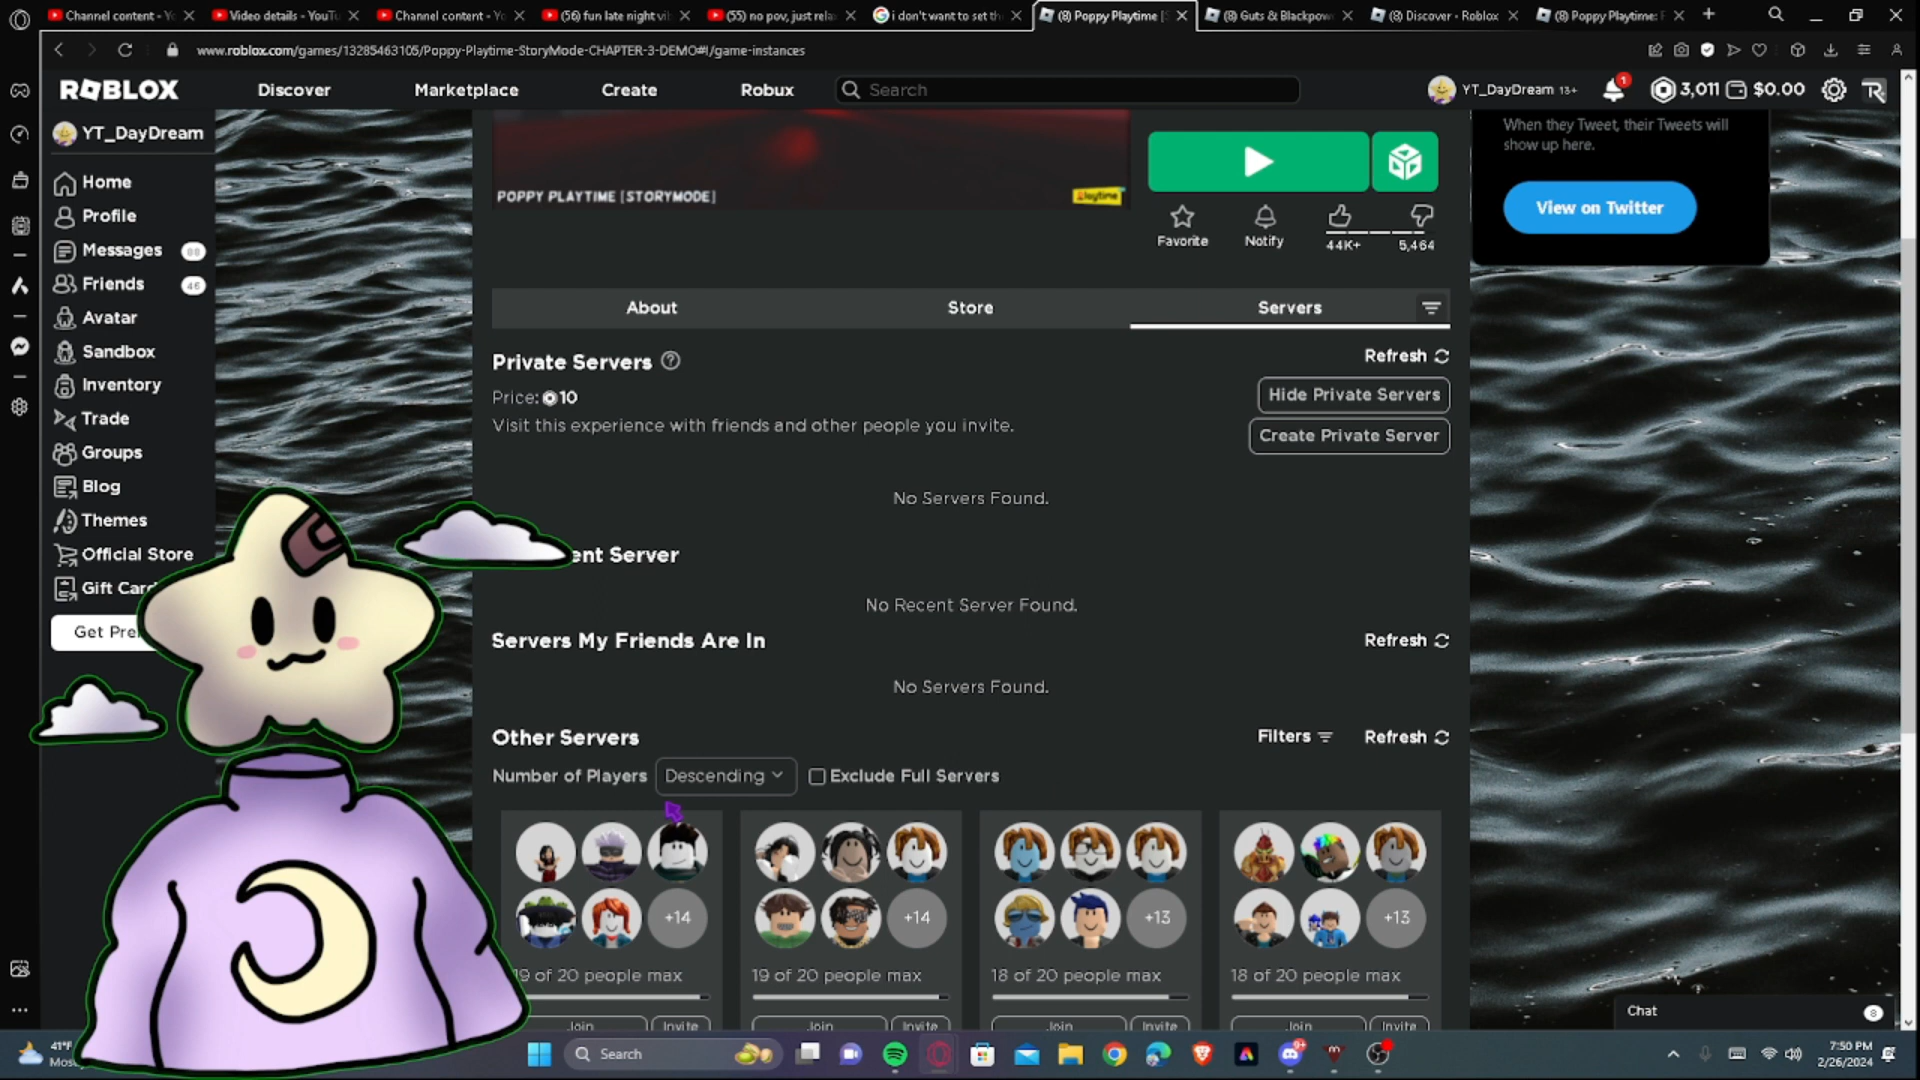 Channel content - Yo
Video details - YouTu
Channel content - Yo
(56) fun late night vi
(55) no pov, just rela
i don't want to set th
(8) Poppy Playtime [S
(8) Guts & Blackpow
(8) Discover - Roblox
(8) Poppy Playtime: F
www.roblox.com/games/13285463105/Poppy-Playtime-StoryMode-CHAPTER-3-DEMO#!/game-instances
ROBLOX
Discover
Marketplace
Create
Robux
Search
YT_DayDream 13+
1
3,011
$0.00
YT_DayDream
Home
Profile
Messages 88
Friends 46
Avatar
Sandbox
Inventory
Trade
Groups
Blog
Themes
Official Store
Gift Card
Get Pre
POPPY PLAYTIME [STORYMODE]
Playtime
Favorite
Notify
44K+
5,464
When they Tweet, their Tweets will
show up here.
View on Twitter
About
Store
Servers
Private Servers
Refresh
Price: 10
Hide Private Servers
Visit this experience with friends and other people you invite.
Create Private Server
No Servers Found.
ent Server
No Recent Server Found.
Servers My Friends Are In
Refresh
No Servers Found.
Other Servers
Filters
Refresh
Number of Players
Descending
Exclude Full Servers
+14
+14
+13
+13
19 of 20 people max
19 of 20 people max
18 of 20 people max
18 of 20 people max
Join
Invite
Join
Invite
Join
Invite
Join
Invite
Chat
8
41°F
Mos
Search
9+
7:50 PM
2/26/2024